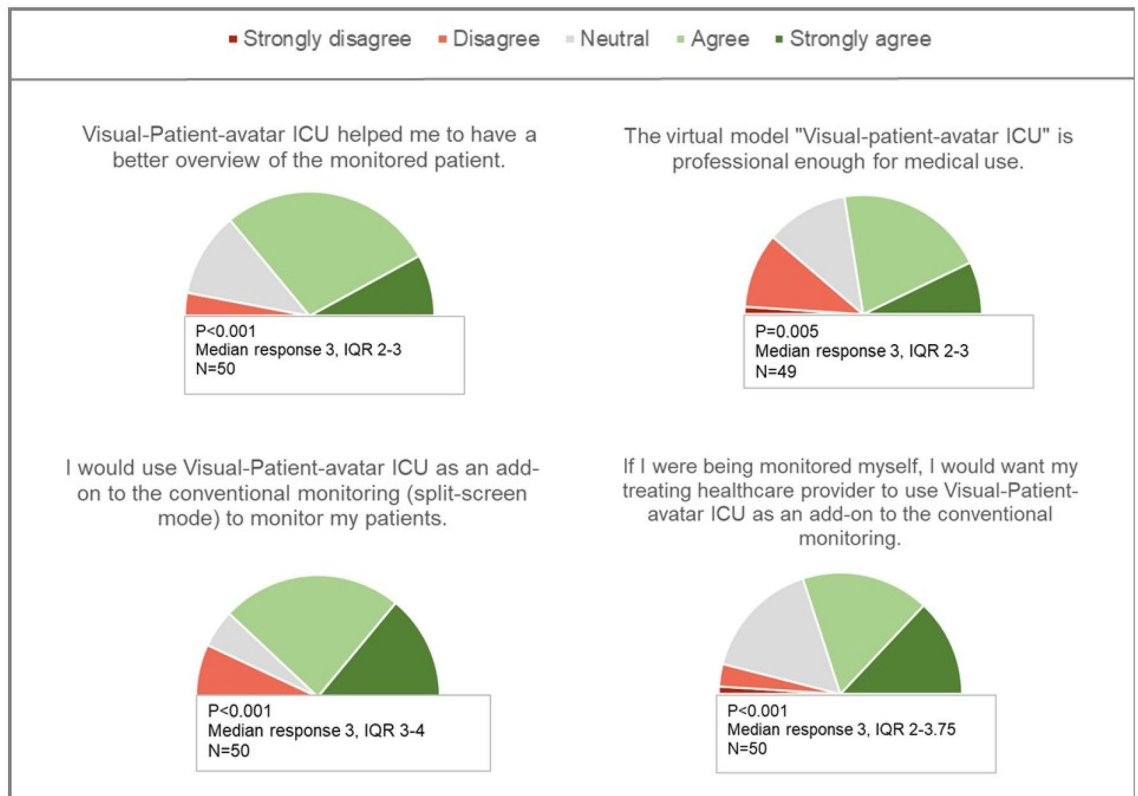 Strongly disagree Disagree Neutral Agree Strongly agree
Visual-Patient-avatar ICU helped me to have a
better overview of the monitored patient.
P<0.001
Median response 3, IQR 2-3
N=50
The virtual model "Visual-patient-avatar ICU" is
professional enough for medical use.
P=0.005
Median response 3, IQR 2-3
N=49
I would use Visual-Patient-avatar ICU as an add-
on to the conventional monitoring (split-screen
mode) to monitor my patients.
P<0.001
Median response 3, IQR 3-4
N=50
If I were being monitored myself, I would want my
treating healthcare provider to use Visual-Patient-
avatar ICU as an add-on to the conventional
monitoring.
P<0.001
Median response 3, IQR 2-3.75
N=50